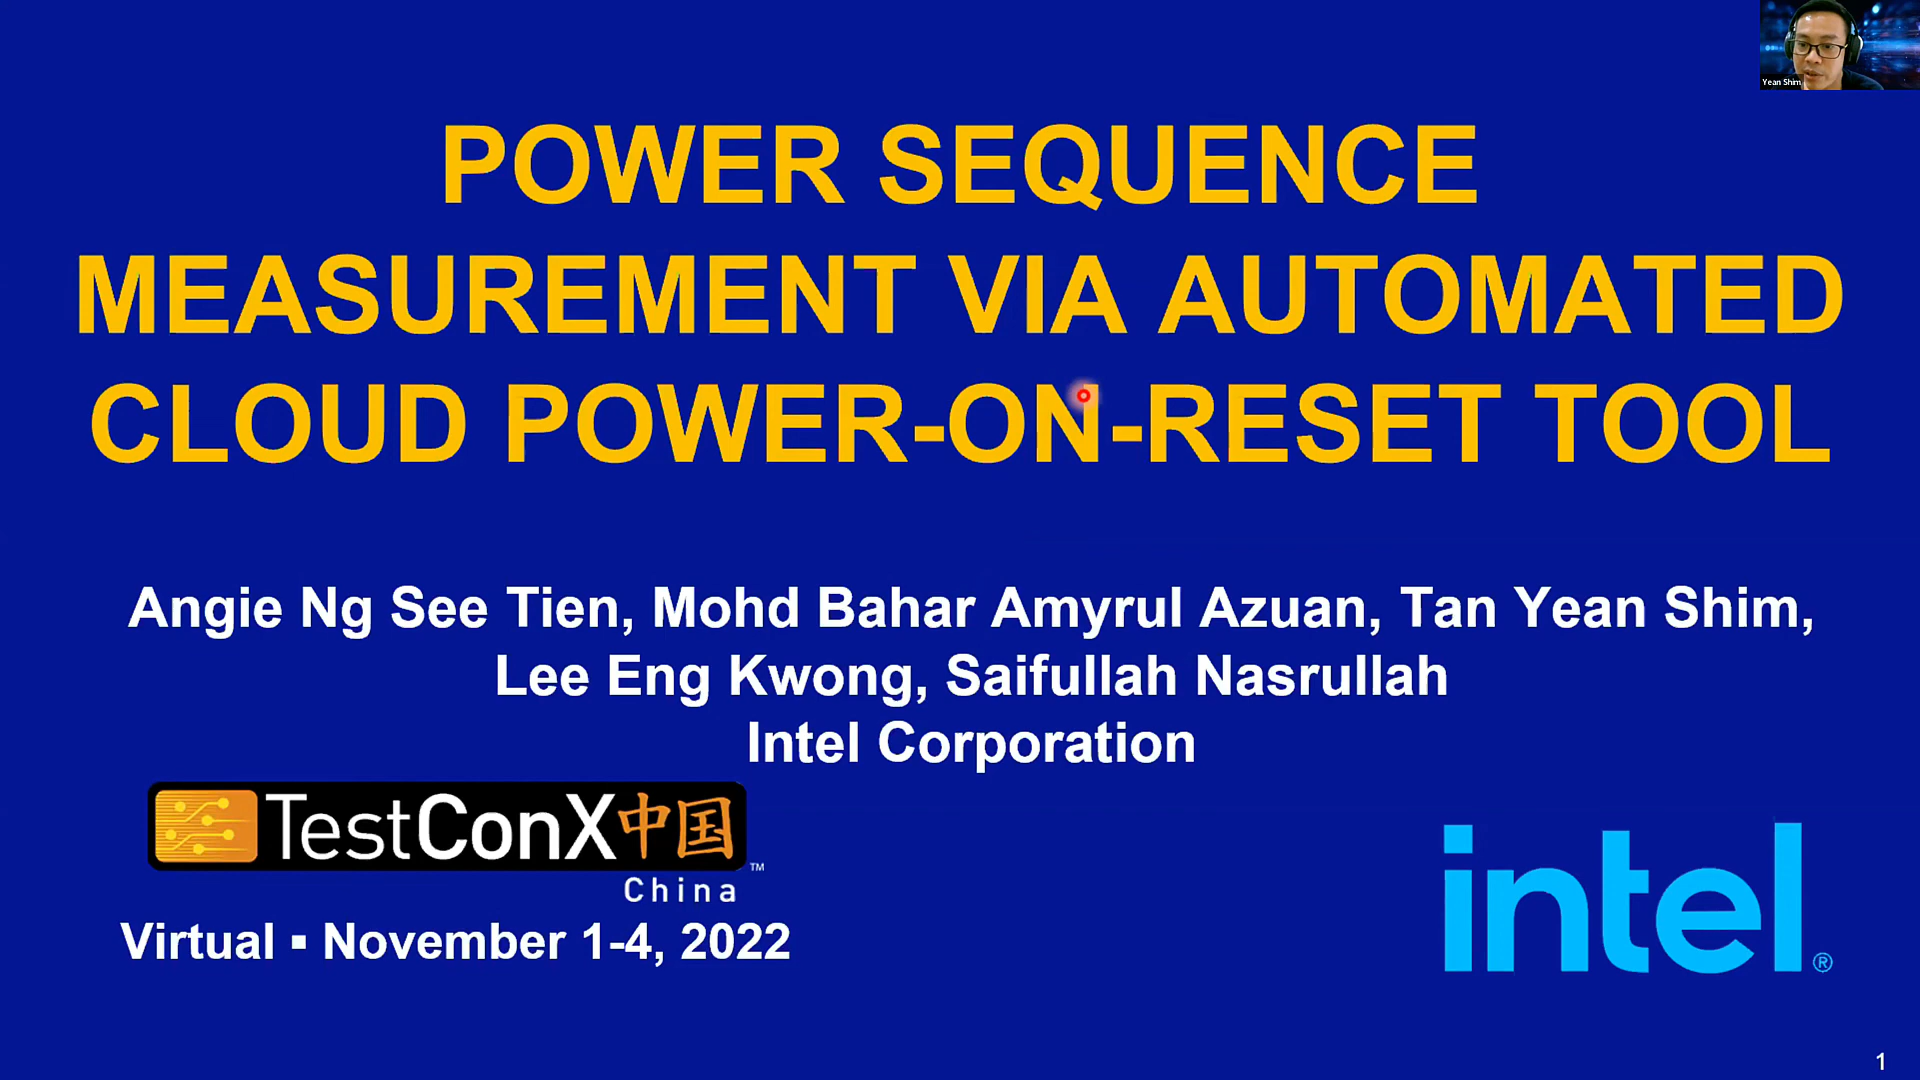 Yean Shim
POWER SEQUENCE
MEASUREMENT VIA AUTOMATED
CLOUD POWER-ON-RESET TOOL
Angie Ng See Tien, Mohd Bahar Amyrul Azuan, Tan Yean Shim,
Lee Eng Kwong, Saifullah Nasrullah
Intel Corporation
TestConX中国™
China
Virtual ▪ November 1-4, 2022
intel®
1